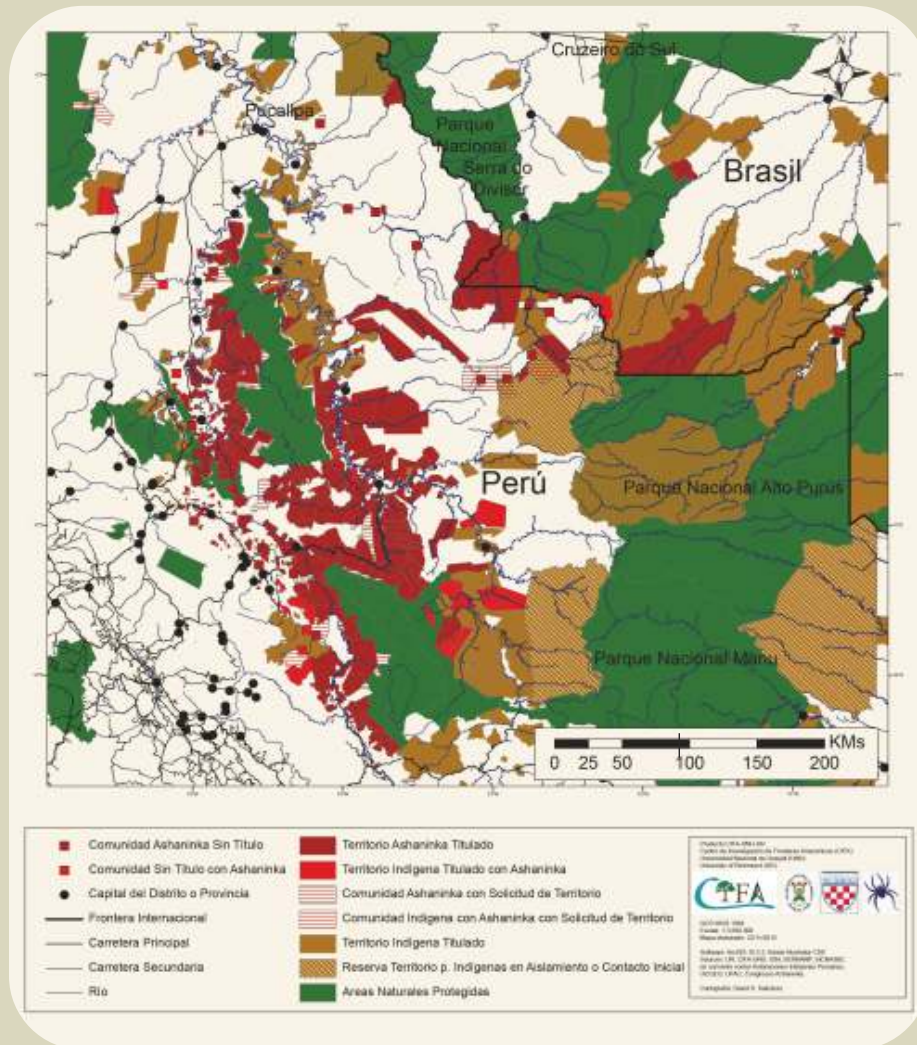 Cruzeiro do Sul
N
Pucallpa
Parque
Nacional
Serra do
Divisor
Brasil
Perú
Parque Nacional Alto Purus
Parque Nacional Manu
KMs
0 25 50 100 150 200
Comunidad Ashaninka Sin Título
Comunidad Sin Título con Ashaninka
Capital del Distrito o Provincia
Frontera Internacional
Carretera Principal
Carretera Secundaria
Río
Territorio Ashaninka Titulado
Territorio Indígena Titulado con Ashaninka
Comunidad Ashaninka con Solicitud de Territorio
Comunidad Indígena con Ashaninka con Solicitud de Territorio
Territorio Indígena Titulado
Reserva Territorio p. Indígenas en Aislamiento o Contacto Inicial
Areas Naturales Protegidas
CIFA